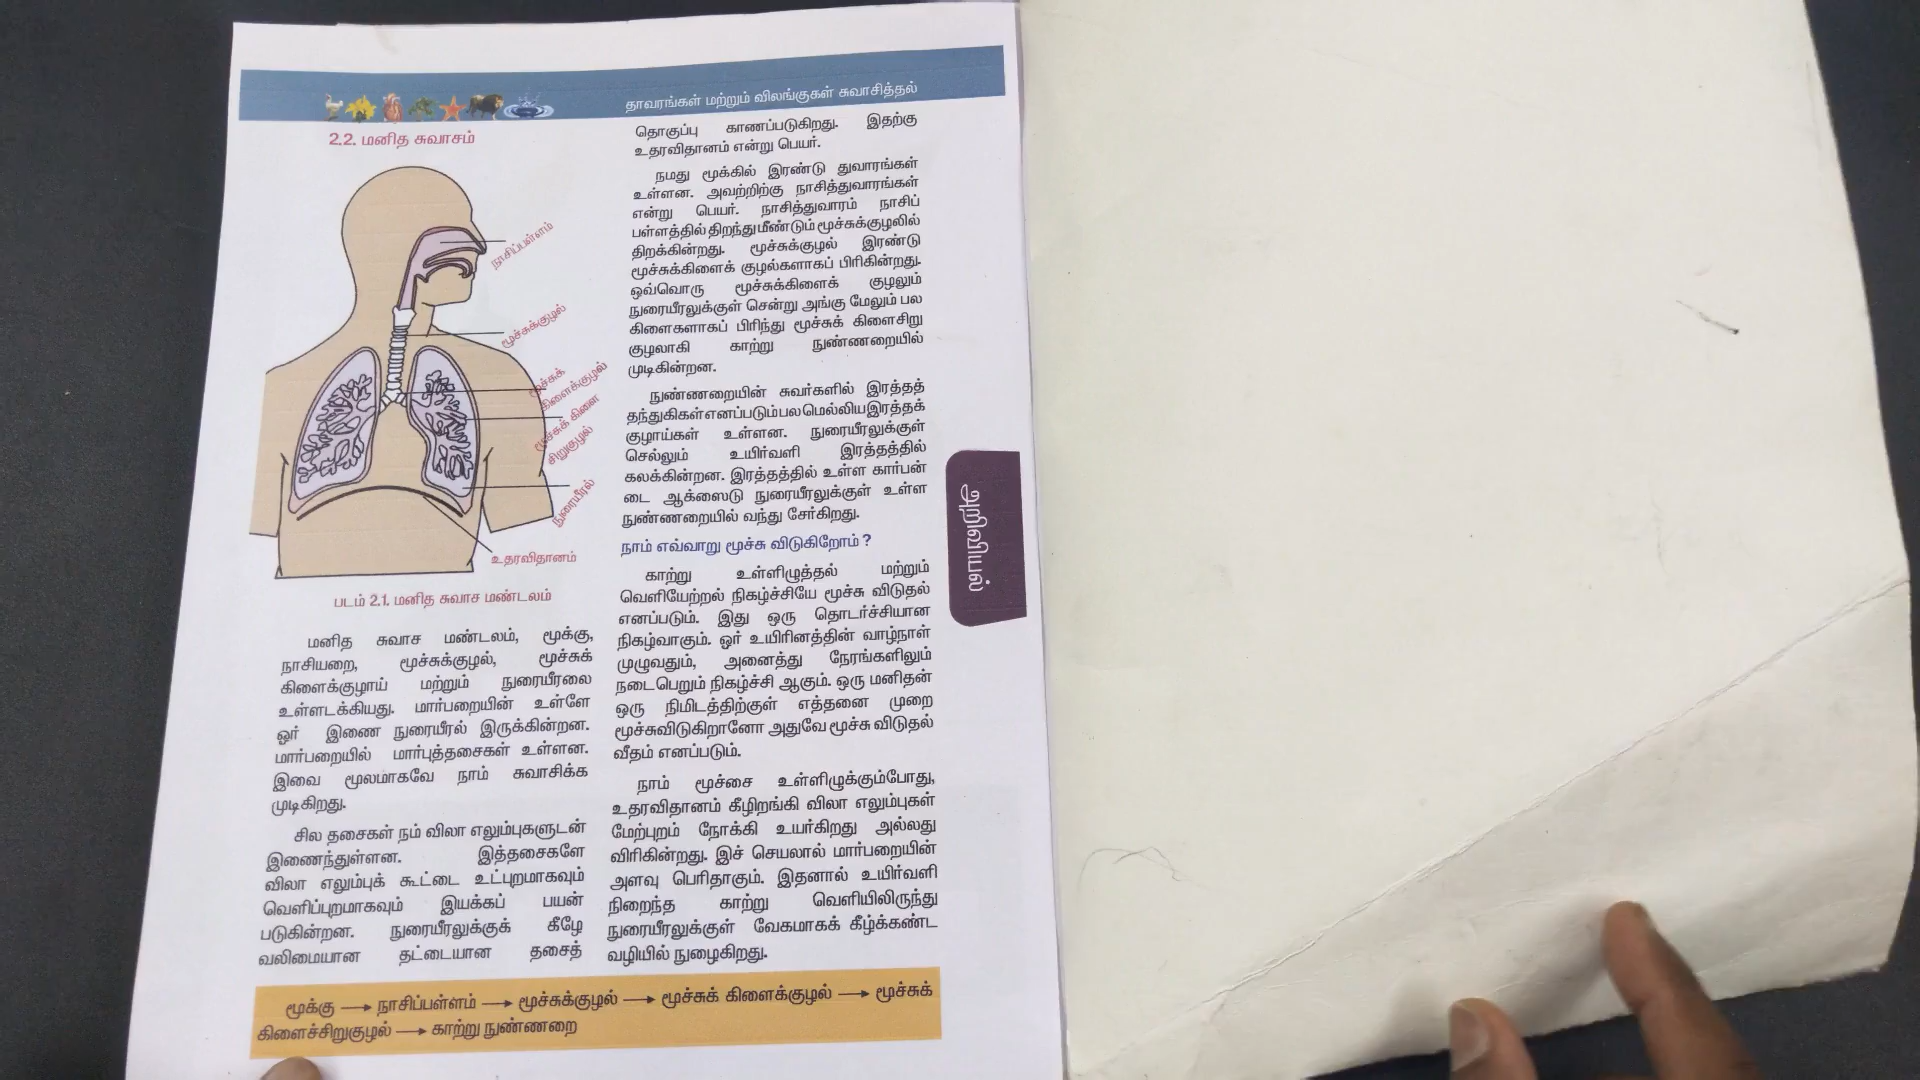 தாவரங்கள் மற்றும் விலங்குகள் சுவாசித்தல்
2.2. மனித சுவாசம்
நாசிப்பள்ளம்
மூச்சுக்குழல்
மூச்சுக்
கிளைக்குழல்
மூச்சுக் கிளை
சிறுகுழல்
நுரையீரல்
உதரவிதானம்
படம் 2.1. மனித சுவாச மண்டலம்
மனித சுவாச மண்டலம், மூக்கு,
நாசியறை, மூச்சுக்குழல், மூச்சுக்
கிளைக்குழாய் மற்றும் நுரையீரலை
உள்ளடக்கியது. மார்பறையின் உள்ளே
ஓர் இணை நுரையீரல் இருக்கின்றன.
மார்பறையில் மார்புத்தசைகள் உள்ளன.
இவை மூலமாகவே நாம் சுவாசிக்க
முடிகிறது.
சில தசைகள் நம் விலா எலும்புகளுடன்
இணைந்துள்ளன. இத்தசைகளே
விலா எலும்புக் கூட்டை உட்புறமாகவும்
வெளிப்புறமாகவும் இயக்கப் பயன்
படுகின்றன. நுரையீரலுக்குக் கீழே
வலிமையான தட்டையான தசைத்
தொகுப்பு காணப்படுகிறது. இதற்கு
உதரவிதானம் என்று பெயர்.
நமது மூக்கில் இரண்டு துவாரங்கள்
உள்ளன. அவற்றிற்கு நாசித்துவாரங்கள்
என்று பெயர். நாசித்துவாரம் நாசிப்
பள்ளத்தில் திறந்து மீண்டும் மூச்சுக்குழலில்
திறக்கின்றது. மூச்சுக்குழல் இரண்டு
மூச்சுக்கிளைக் குழல்களாகப் பிரிகின்றது.
ஒவ்வொரு மூச்சுக்கிளைக் குழலும்
நுரையீரலுக்குள் சென்று அங்கு மேலும் பல
கிளைகளாகப் பிரிந்து மூச்சுக் கிளைசிறு
குழலாகி காற்று நுண்ணறையில்
முடிகின்றன.
நுண்ணறையின் சுவர்களில் இரத்தத்
தந்துகிகள் எனப்படும் பல மெல்லிய இரத்தக்
குழாய்கள் உள்ளன. நுரையீரலுக்குள்
செல்லும் உயிர்வளி இரத்தத்தில்
கலக்கின்றன. இரத்தத்தில் உள்ள கார்பன்
டை ஆக்ஸைடு நுரையீரலுக்குள் உள்ள
நுண்ணறையில் வந்து சேர்கிறது.
நாம் எவ்வாறு மூச்சு விடுகிறோம் ?
காற்று உள்ளிழுத்தல் மற்றும்
வெளியேற்றல் நிகழ்ச்சியே மூச்சு விடுதல்
எனப்படும். இது ஒரு தொடர்ச்சியான
நிகழ்வாகும். ஓர் உயிரினத்தின் வாழ்நாள்
முழுவதும், அனைத்து நேரங்களிலும்
நடைபெறும் நிகழ்ச்சி ஆகும். ஒரு மனிதன்
ஒரு நிமிடத்திற்குள் எத்தனை முறை
மூச்சுவிடுகிறானோ அதுவே மூச்சு விடுதல்
வீதம் எனப்படும்.
நாம் மூச்சை உள்ளிழுக்கும்போது,
உதரவிதானம் கீழிறங்கி விலா எலும்புகள்
மேற்புறம் நோக்கி உயர்கிறது அல்லது
விரிகின்றது. இச் செயலால் மார்பறையின்
அளவு பெரிதாகும். இதனால் உயிர்வளி
நிறைந்த காற்று வெளியிலிருந்து
நுரையீரலுக்குள் வேகமாகக் கீழ்க்கண்ட
வழியில் நுழைகிறது.
மூக்கு → நாசிப்பள்ளம் → மூச்சுக்குழல் → மூச்சுக் கிளைக்குழல் → மூச்சுக்
கிளைச்சிறுகுழல் → காற்று நுண்ணறை
அறிவியல்